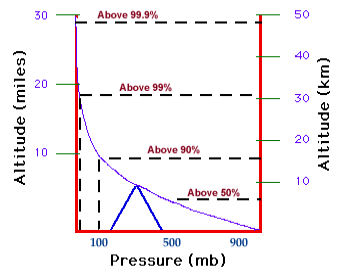 Above 99.9%
30
50
40
20
Above 99%
30
20
10
Above 90%
10
Above 50%
Altitude (miles)
Altitude (km)
100
500
900
Pressure (mb)